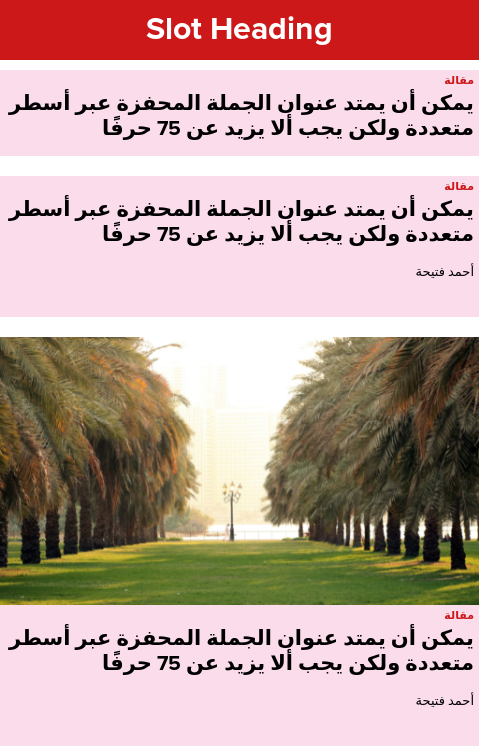 Slot Heading
مقالة
يمكن أن يمتد عنوان الجملة المحفزة عبر أسطر
متعددة ولكن يجب ألا يزيد عن 75 حرفًا
مقالة
يمكن أن يمتد عنوان الجملة المحفزة عبر أسطر
متعددة ولكن يجب ألا يزيد عن 75 حرفًا
أحمد فتيحة
مقالة
يمكن أن يمتد عنوان الجملة المحفزة عبر أسطر
متعددة ولكن يجب ألا يزيد عن 75 حرفًا
أحمد فتيحة